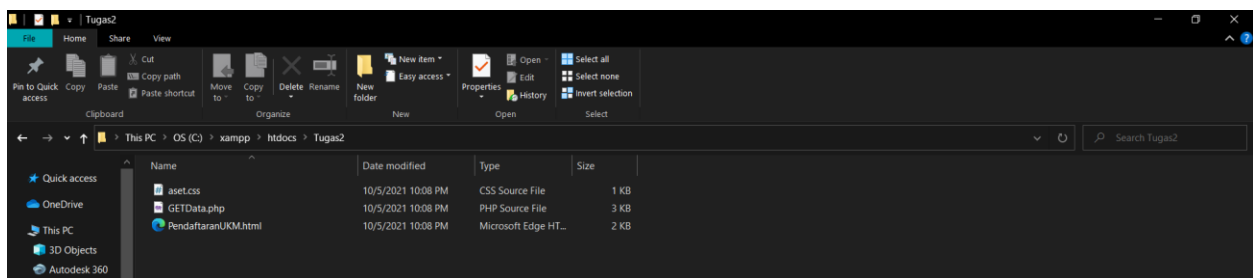 Tugas2
File Home Share View
Pin to Quick access
Copy
Paste
Cut
Copy path
Paste shortcut
Clipboard
Move to
Copy to
Delete
Rename
Organize
New folder
New item
Easy access
New
Properties
Open
Edit
History
Open
Select all
Select none
Invert selection
Select
This PC > OS (C:) > xampp > htdocs > Tugas2
Search Tugas2
Quick access
OneDrive
This PC
3D Objects
Autodesk 360
Name Date modified Type Size
aset.css 10/5/2021 10:08 PM CSS Source File 1 KB
GETData.php 10/5/2021 10:08 PM PHP Source File 3 KB
PendaftaranUKM.html 10/5/2021 10:08 PM Microsoft Edge HT... 2 KB